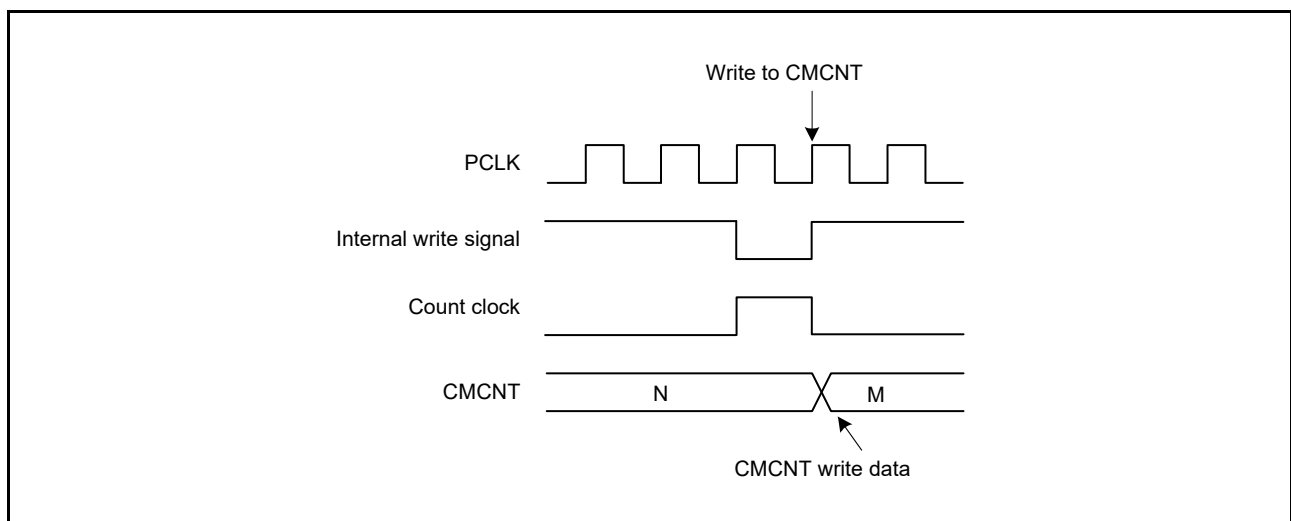 Write to CMCNT
PCLK
Internal write signal
Count clock
CMCNT
N
M
CMCNT write data